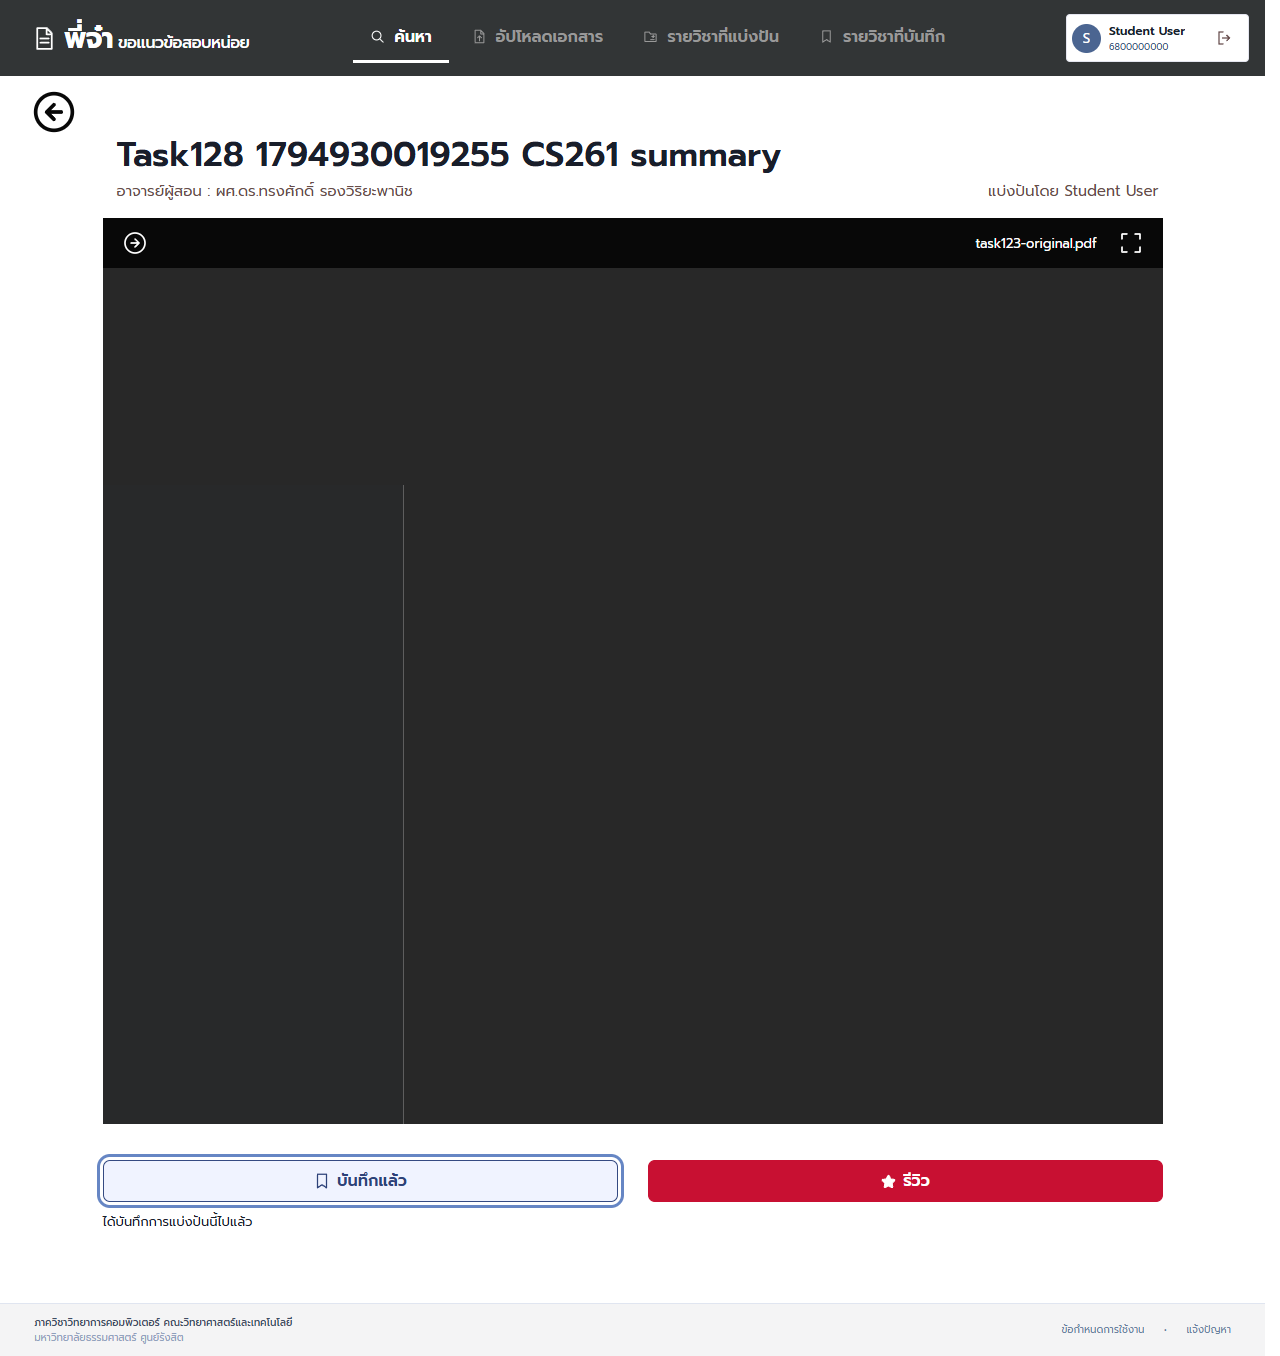 พี่จำ ขอแนวข้อสอบหน่อย
ค้นหา
อัปโหลดเอกสาร
รายวิชาที่แบ่งปัน
รายวิชาที่บันทึก
S
Student User
6800000000
Task128 1794930019255 CS261 summary
อาจารย์ผู้สอน : ผศ.ดร.ทรงศักดิ์ รองวิริยะพานิช
แบ่งปันโดย Student User
task123-original.pdf
บันทึกแล้ว
รีวิว
ได้บันทึกการแบ่งปันนี้ไปแล้ว
ภาควิชาวิทยาการคอมพิวเตอร์ คณะวิทยาศาสตร์และเทคโนโลยี
มหาวิทยาลัยธรรมศาสตร์ ศูนย์รังสิต
ข้อกำหนดการใช้งาน • แจ้งปัญหา